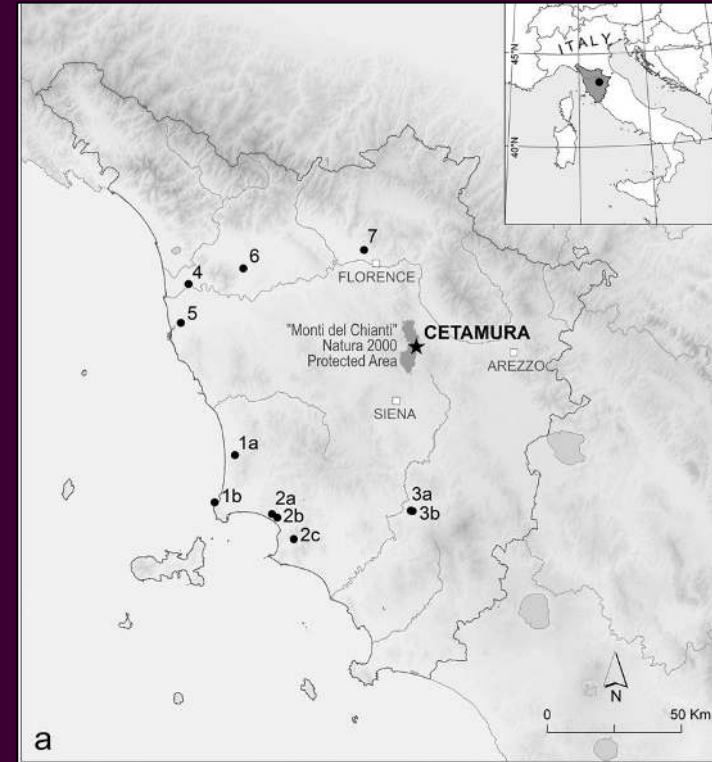 ITALY
45°N
40°N
7
6
FLORENCE
4
5
"Monti del Chianti"
Natura 2000
Protected Area
CETAMURA
AREZZO
SIENA
1a
1b
2a
2b
2c
3a
3b
N
0 50 Km
a